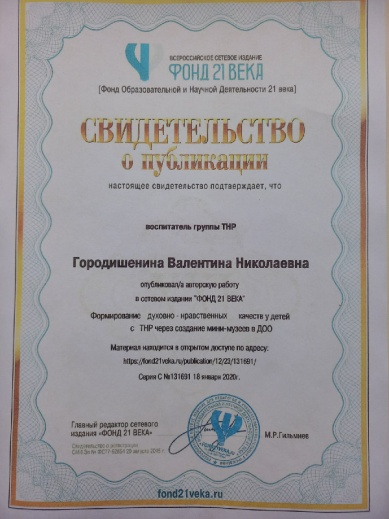 ВСЕРОССИЙСКОЕ СЕТЕВОЕ ИЗДАНИЕ
ФОНД 21 ВЕКА
[Фонд Образовательной и Научной Деятельности 21 века]
СВИДЕТЕЛЬСТВО
о публикации
настоящее свидетельство подтверждает, что
воспитатель группы ТНР
Городишенина Валентина Николаевна
опубликовал/а авторскую работу
в сетевом издании "ФОНД 21 ВЕКА"
Формирование духовно - нравственных качеств у детей
с ТНР через создание мини-музеев в ДОО
Материал находится в открытом доступе по адресу:
https://fond21veka.ru/publication/12/23/131691/
Серия С №131691 18 января 2020г.
Главный редактор сетевого
издания «ФОНД 21 ВЕКА»
М.Р.Гильмиев
Свидетельство о регистрации
fond21veka.ru